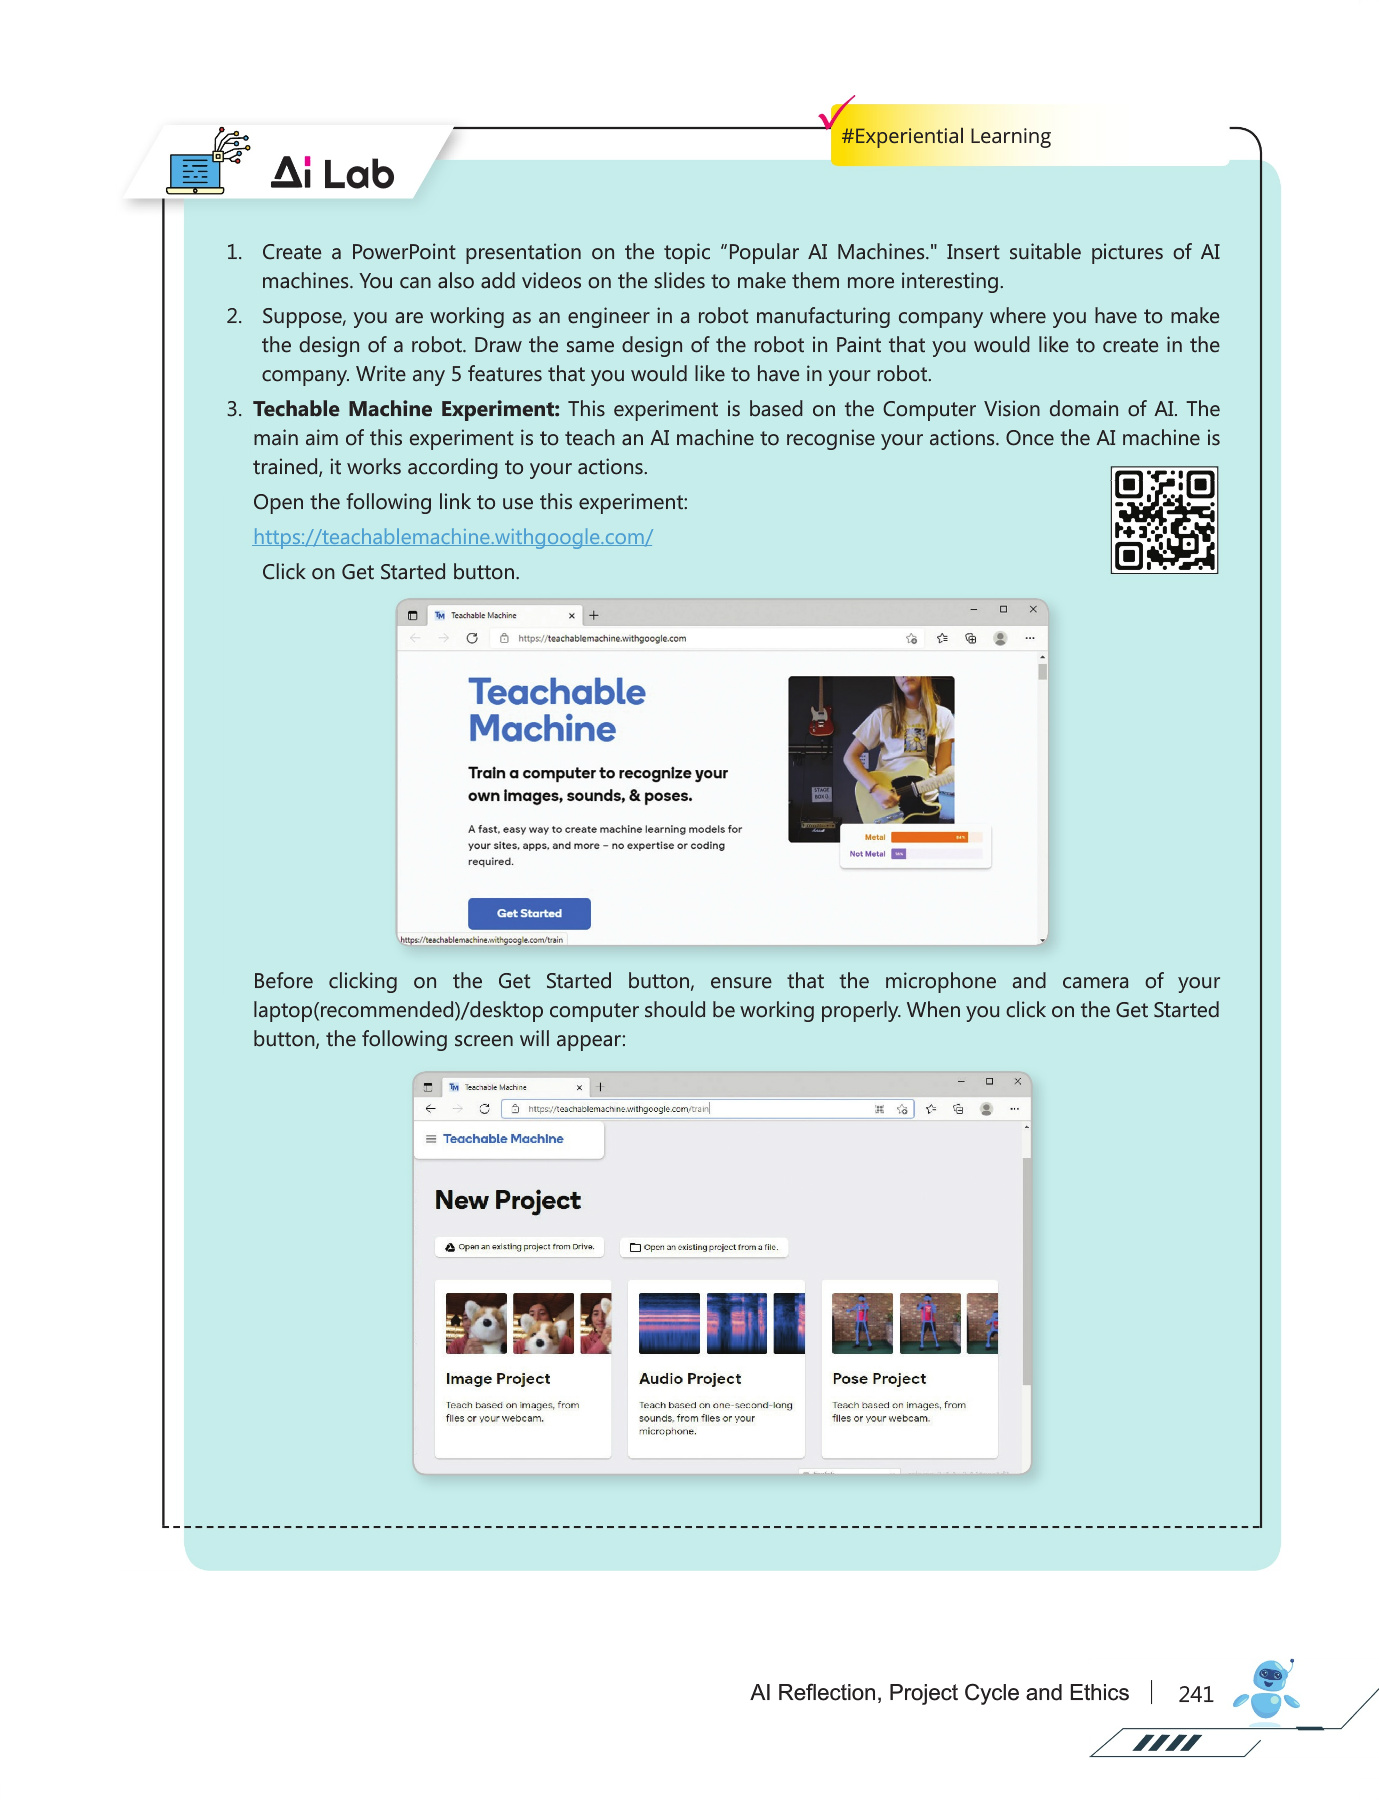 #Experiential Learning
Ai Lab
1. Create a PowerPoint presentation on the topic “Popular AI Machines." Insert suitable pictures of AI
machines. You can also add videos on the slides to make them more interesting.
2. Suppose, you are working as an engineer in a robot manufacturing company where you have to make
the design of a robot. Draw the same design of the robot in Paint that you would like to create in the
company. Write any 5 features that you would like to have in your robot.
3. Techable Machine Experiment: This experiment is based on the Computer Vision domain of AI. The
main aim of this experiment is to teach an AI machine to recognise your actions. Once the AI machine is
trained, it works according to your actions.
Open the following link to use this experiment:
https://teachablemachine.withgoogle.com/
Click on Get Started button.
TM Teachable Machine
https://teachablemachine.withgoogle.com
Teachable
Machine
Train a computer to recognize your
own images, sounds, & poses.
A fast, easy way to create machine learning models for
your sites, apps, and more – no expertise or coding
required.
STAGE
BOX
Metal
Not Metal
Get Started
https://teachablemachine.withgoogle.com/train
Before clicking on the Get Started button, ensure that the microphone and camera of your
laptop(recommended)/desktop computer should be working properly. When you click on the Get Started
button, the following screen will appear:
TM Teachable Machine
https://teachablemachine.withgoogle.com/train
Teachable Machine
New Project
Open an existing project from Drive.
Open an existing project from a file.
Image Project
Teach based on images, from
files or your webcam.
Audio Project
Teach based on one-second-long
sounds, from files or your
microphone.
Pose Project
Teach based on images, from
files or your webcam.
AI Reflection, Project Cycle and Ethics
241